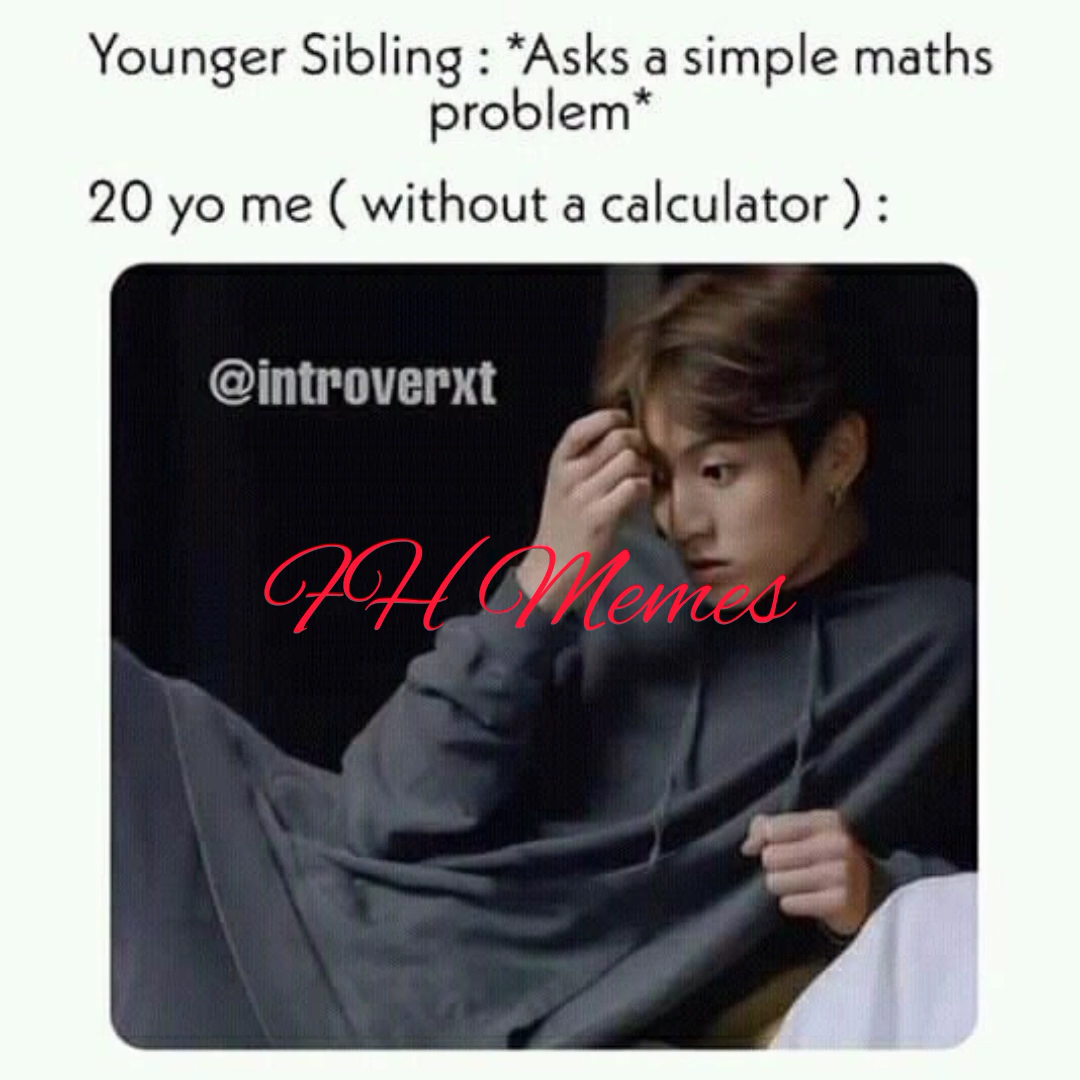 Younger Sibling : *Asks a simple maths
problem*
20 yo me ( without a calculator ) :
@introverxt
FH Memes